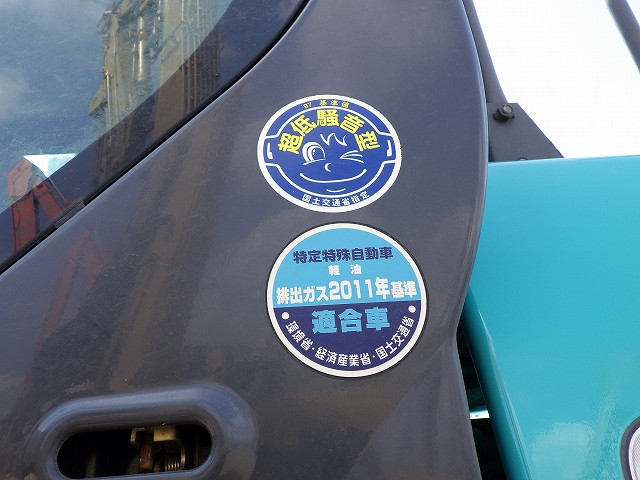 '97 基準値
超低騒音型
国土交通省指定
特定特殊自動車
軽油
排出ガス2011年基準
適合車
・環境省・経済産業省・国土交通省・